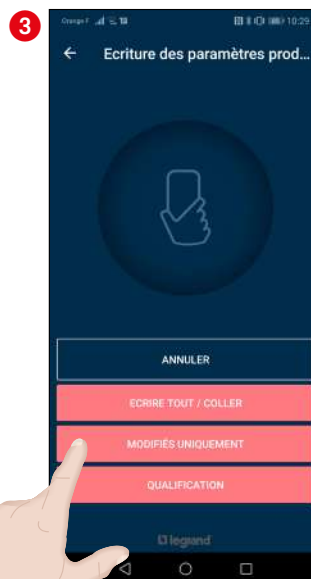 3
Orange F 10:29
Ecriture des paramètres prod...
ANNULER
ECRIRE TOUT / COLLER
MODIFIÉS UNIQUEMENT
QUALIFICATION
legrand